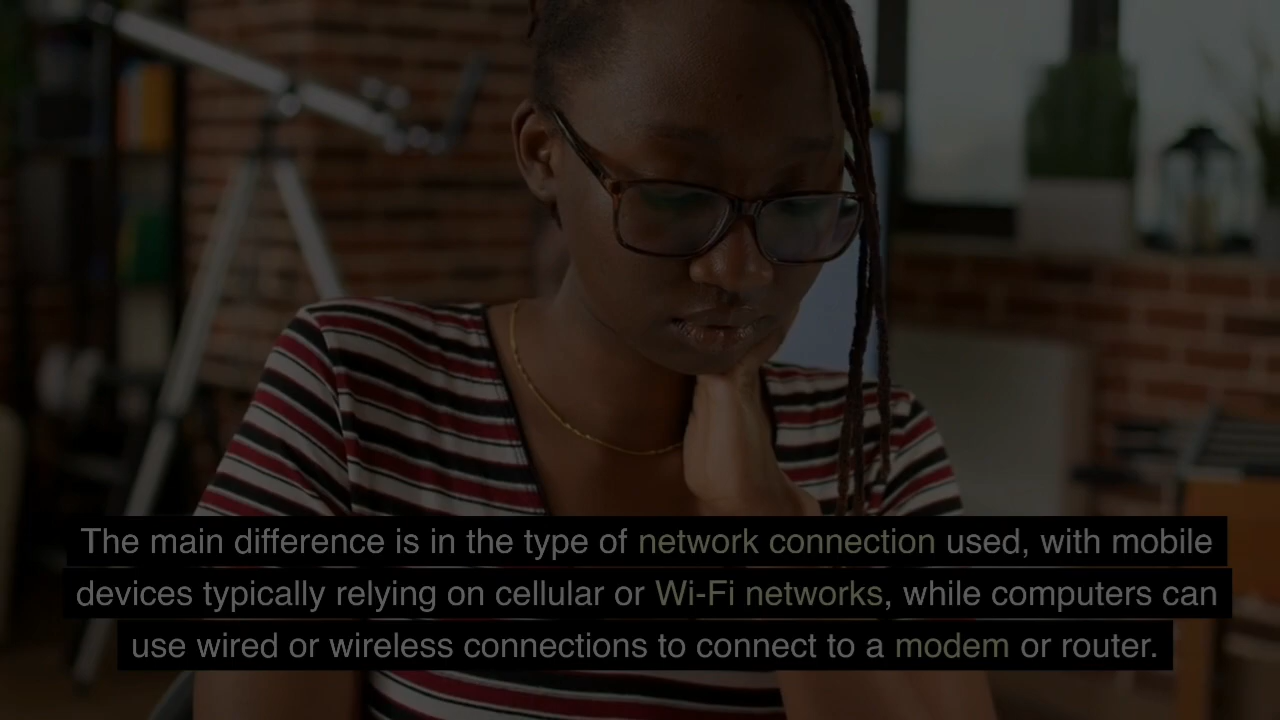 The main difference is in the type of network connection used, with mobile
devices typically relying on cellular or Wi-Fi networks, while computers can
use wired or wireless connections to connect to a modem or router.